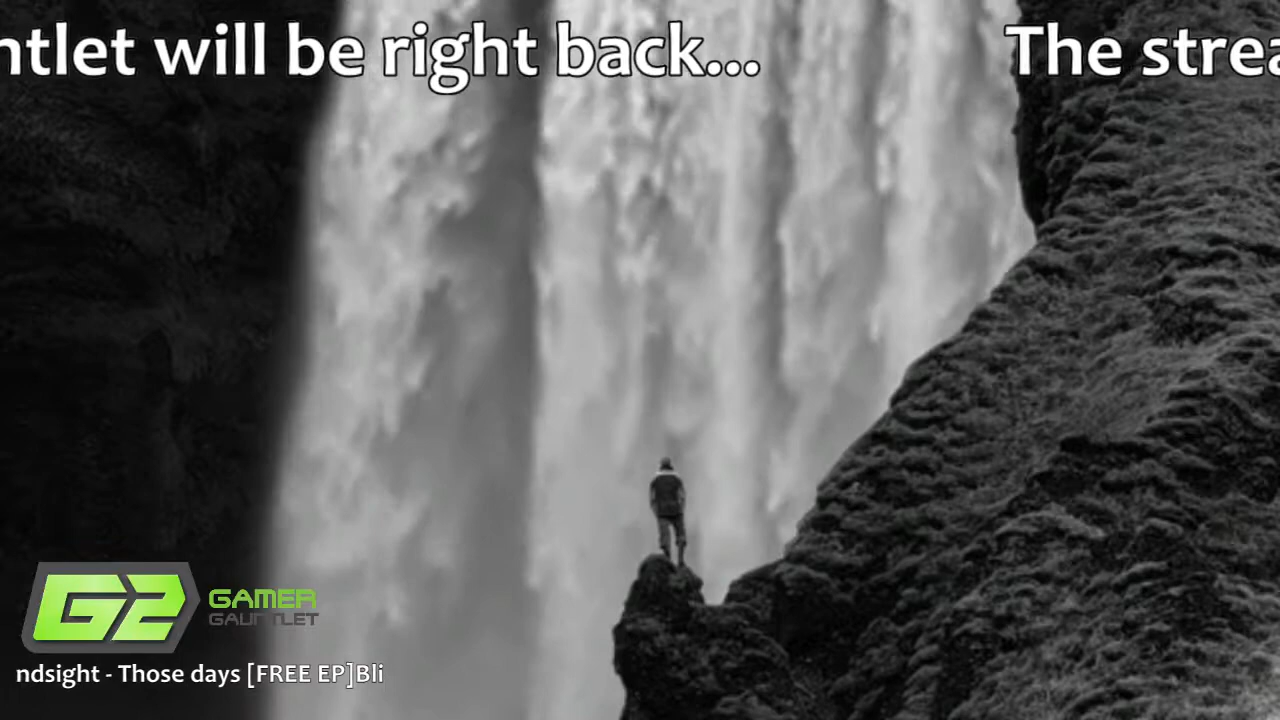 ntlet will be right back... The strea
G2
GAMER
GAUNTLET
ndsight - Those days [FREE EP]Bli